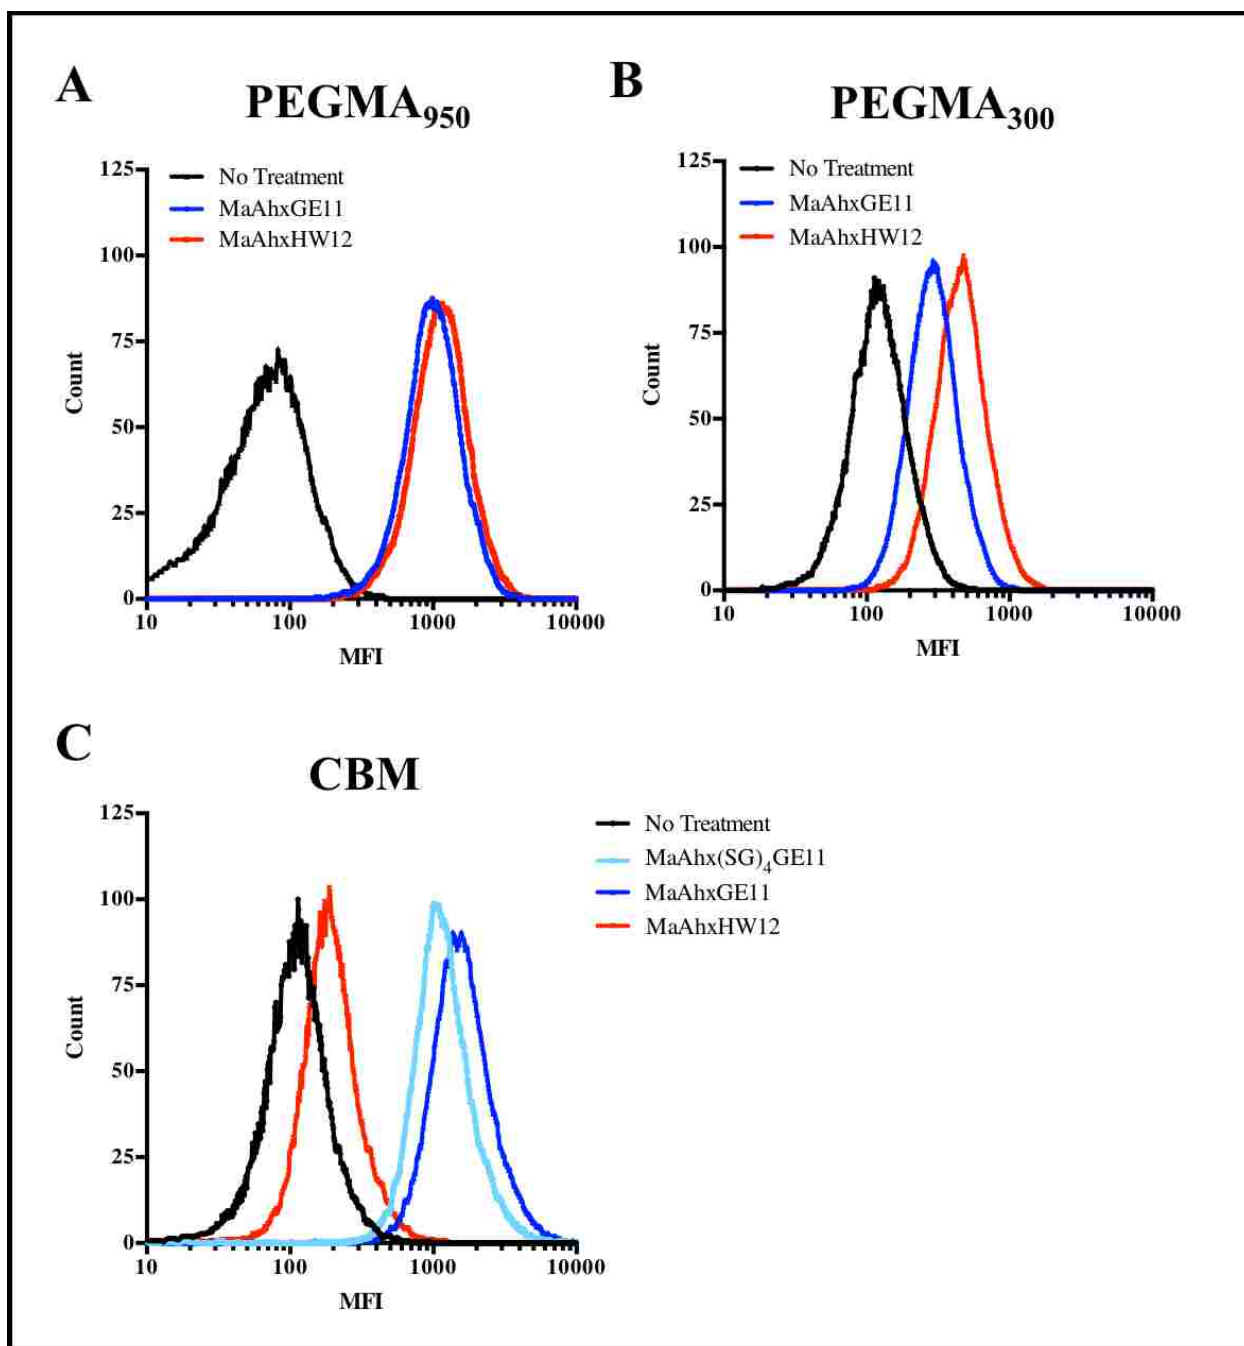 A
PEGMA950
125
100
75
50
25
0
Count
No Treatment
MaAhxGE11
MaAhxHW12
10 100 1000 10000
MFI
B
PEGMA300
125
100
75
50
25
0
Count
No Treatment
MaAhxGE11
MaAhxHW12
10 100 1000 10000
MFI
C
CBM
125
100
75
50
25
0
Count
10 100 1000 10000
MFI
No Treatment
MaAhx(SG)4GE11
MaAhxGE11
MaAhxHW12